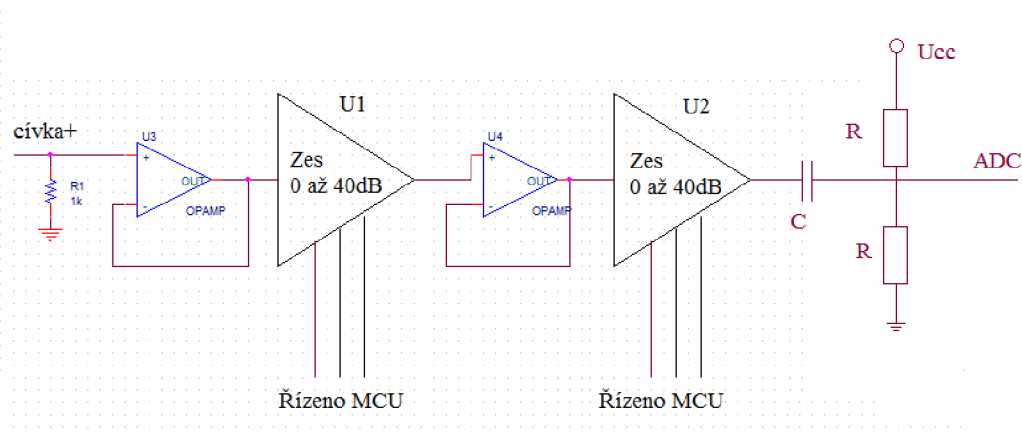 Ucc
U1
U2
cívka+
U3
U4
R
ADC
+
+
Zes
Zes
R1
OUT
0 až 40dB
OUT
0 až 40dB
1k
-
OPAMP
-
OPAMP
C
R
Řízeno MCU
Řízeno MCU